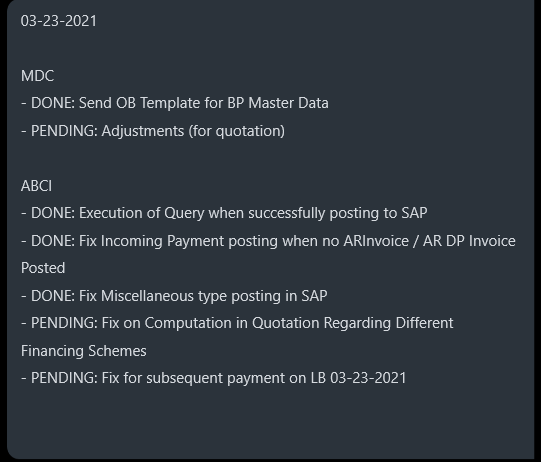 03-23-2021
MDC
- DONE: Send OB Template for BP Master Data
- PENDING: Adjustments (for quotation)
ABCI
- DONE: Execution of Query when successfully posting to SAP
- DONE: Fix Incoming Payment posting when no ARInvoice / AR DP Invoice
Posted
- DONE: Fix Miscellaneous type posting in SAP
- PENDING: Fix on Computation in Quotation Regarding Different
Financing Schemes
- PENDING: Fix for subsequent payment on LB 03-23-2021